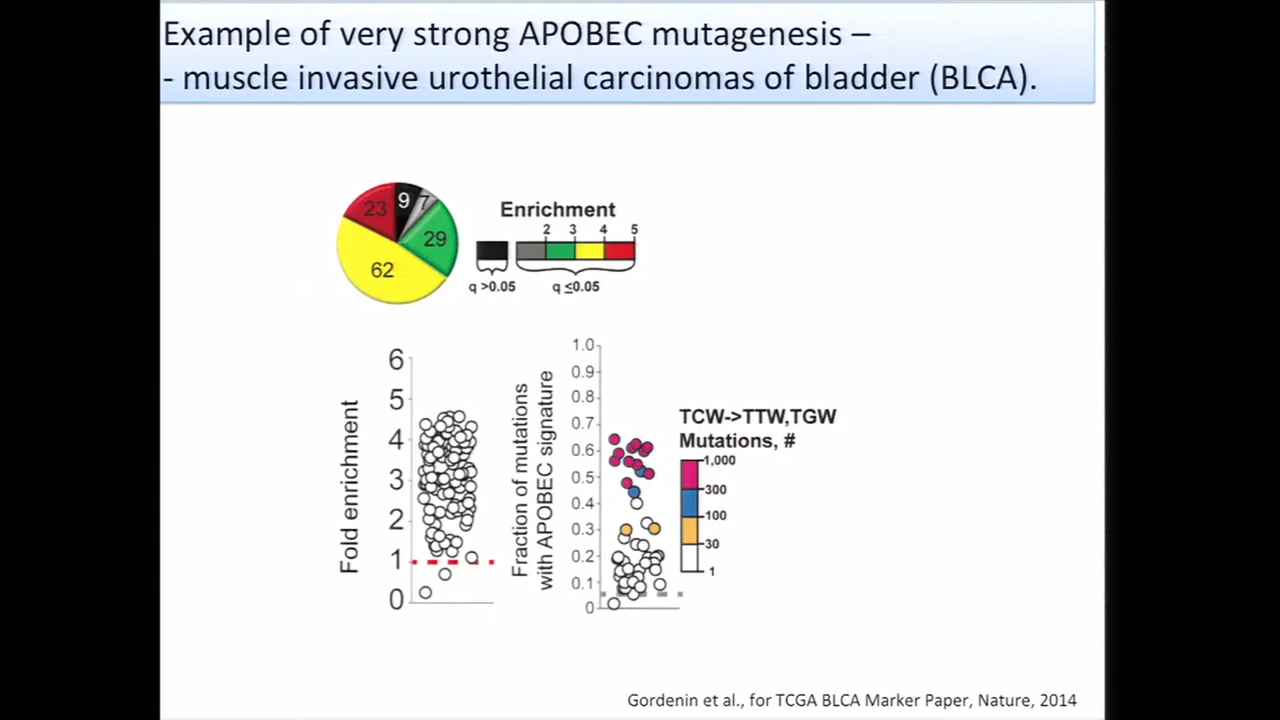 Example of very strong APOBEC mutagenesis –
- muscle invasive urothelial carcinomas of bladder (BLCA).
23
9
7
29
62
Enrichment
2 3 4 5
q >0.05
q ≤0.05
Fold enrichment
6
5
4
3
2
1
0
Fraction of mutations
with APOBEC signature
1.0
0.9
0.8
0.7
0.6
0.5
0.4
0.3
0.2
0.1
0
TCW->TTW,TGW
Mutations, #
1,000
300
100
30
1
Gordenin et al., for TCGA BLCA Marker Paper, Nature, 2014